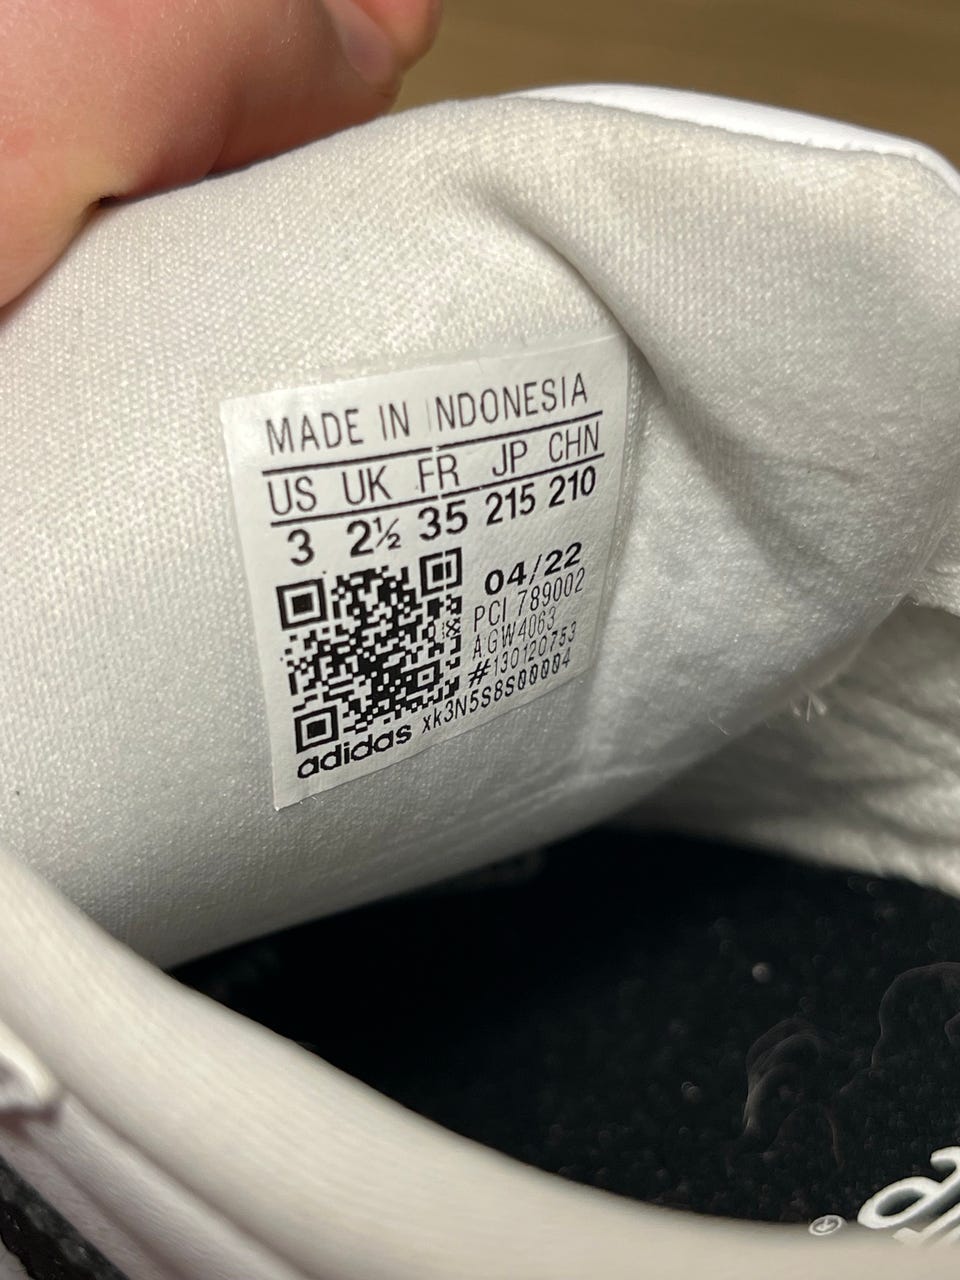 MADE IN INDONESIA
US UK FR JP CHN
3 2½ 35 215 210
04/22
PCI 789002
A.GW4063
#130120753
xk3N5S8S00004
adidas